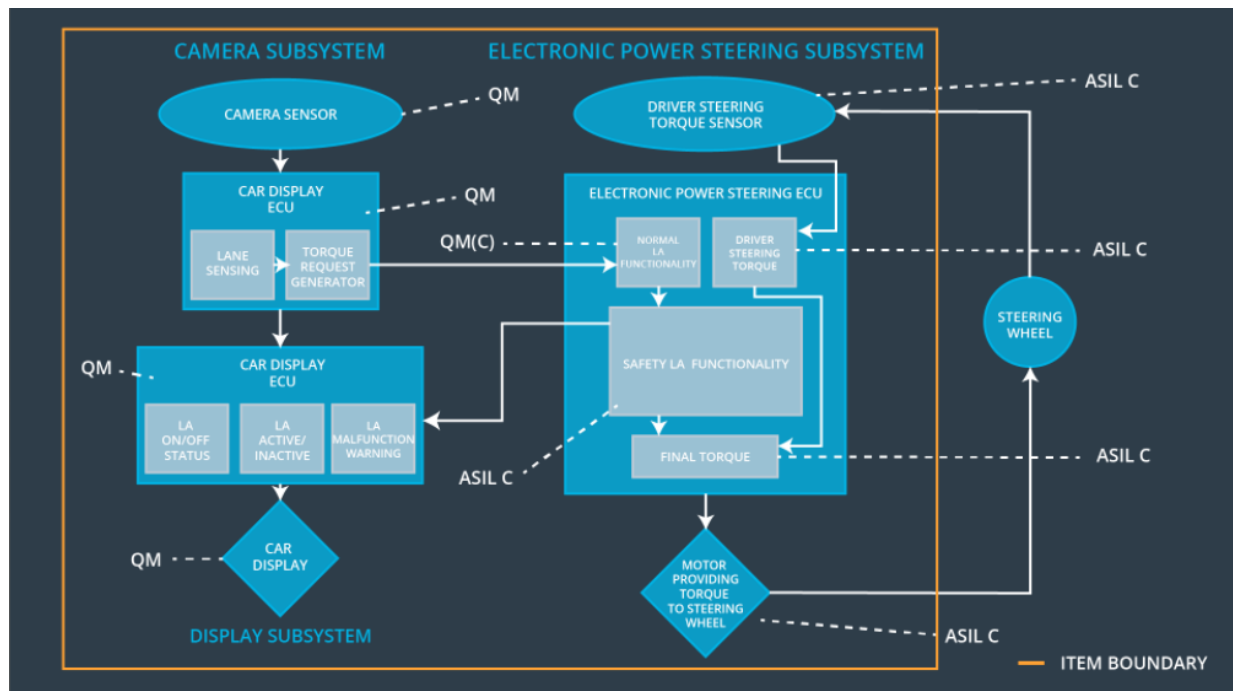 CAMERA SUBSYSTEM
ELECTRONIC POWER STEERING SUBSYSTEM
CAMERA SENSOR
QM
DRIVER STEERING
TORQUE SENSOR
ASIL C
CAR DISPLAY
ECU
QM
LANE
SENSING
TORQUE
REQUEST
GENERATOR
ELECTRONIC POWER STEERING ECU
QM(C)
NORMAL
LA
FUNCTIONALITY
DRIVER
STEERING
TORQUE
ASIL C
STEERING
WHEEL
CAR DISPLAY
ECU
QM
LA
ON/OFF
STATUS
LA
ACTIVE/
INACTIVE
LA
MALFUNCTION
WARNING
SAFETY LA FUNCTIONALITY
ASIL C
FINAL TORQUE
ASIL C
QM
CAR
DISPLAY
MOTOR
PROVIDING
TORQUE
TO STEERING
WHEEL
ASIL C
DISPLAY SUBSYSTEM
ITEM BOUNDARY